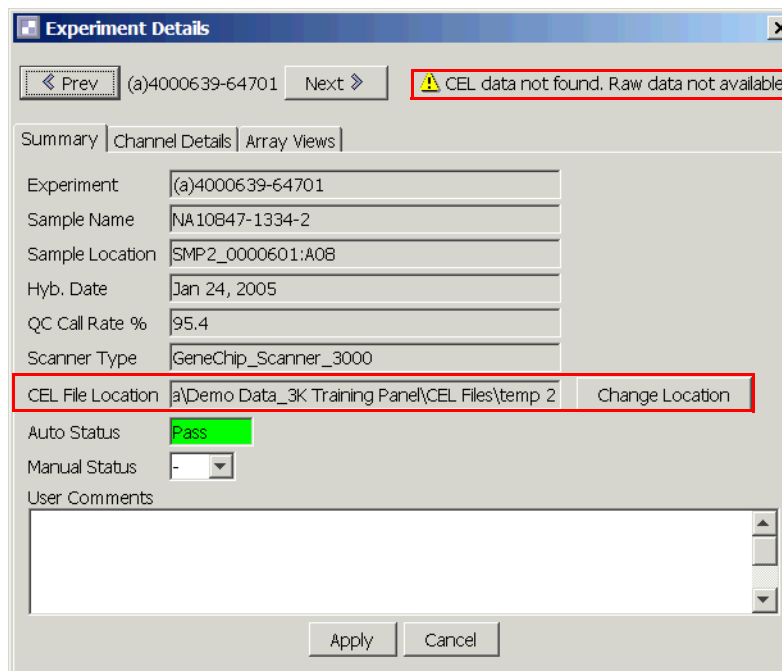 Experiment Details
Prev (a)4000639-64701 Next CEL data not found. Raw data not available
Summary Channel Details Array Views
Experiment (a)4000639-64701
Sample Name NA10847-1334-2
Sample Location SMP2_0000601:A08
Hyb. Date Jan 24, 2005
QC Call Rate % 95.4
Scanner Type GeneChip_Scanner_3000
CEL File Location a\Demo Data_3K Training Panel\CEL Files\temp 2 Change Location
Auto Status Pass
Manual Status -
User Comments
Apply Cancel